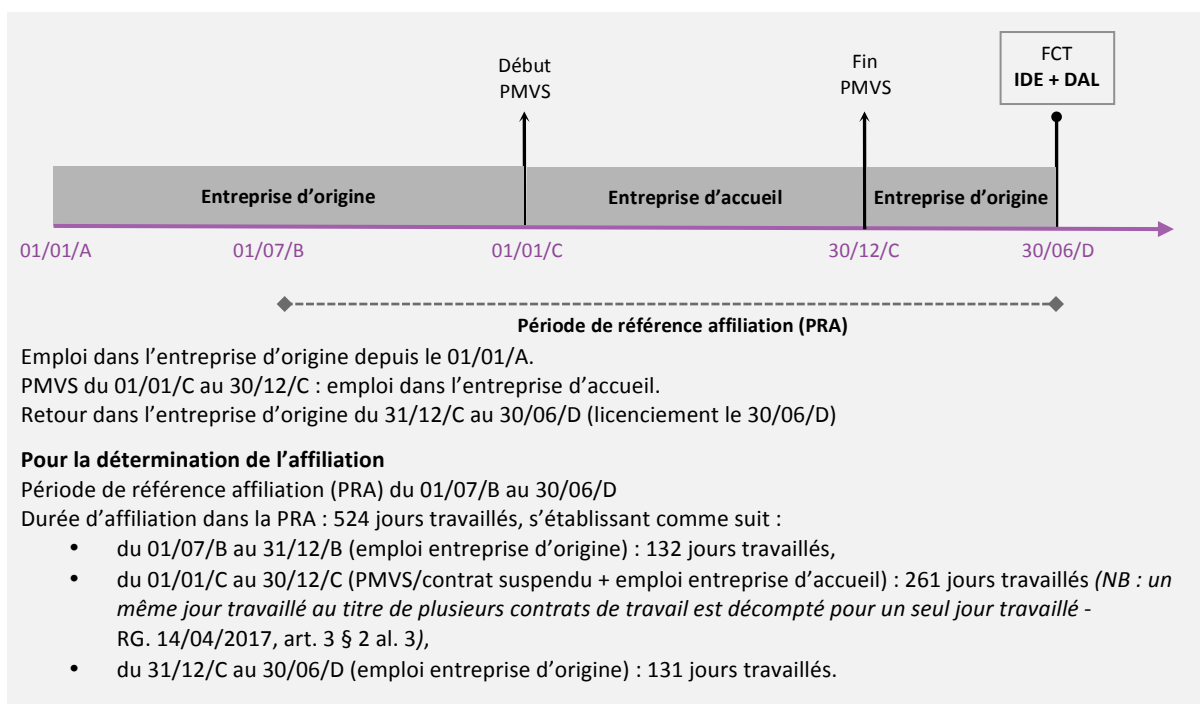 Début
PMVS
Fin
PMVS
FCT
IDE + DAL
Entreprise d’origine
Entreprise d’accueil
Entreprise d’origine
01/01/A
01/07/B
01/01/C
30/12/C
30/06/D
Période de référence affiliation (PRA)
Emploi dans l’entreprise d’origine depuis le 01/01/A.
PMVS du 01/01/C au 30/12/C : emploi dans l’entreprise d’accueil.
Retour dans l’entreprise d’origine du 31/12/C au 30/06/D (licenciement le 30/06/D)
Pour la détermination de l’affiliation
Période de référence affiliation (PRA) du 01/07/B au 30/06/D
Durée d’affiliation dans la PRA : 524 jours travaillés, s’établissant comme suit :
• du 01/07/B au 31/12/B (emploi entreprise d’origine) : 132 jours travaillés,
• du 01/01/C au 30/12/C (PMVS/contrat suspendu + emploi entreprise d’accueil) : 261 jours travaillés (NB : un
même jour travaillé au titre de plusieurs contrats de travail est décompté pour un seul jour travaillé -
RG. 14/04/2017, art. 3 § 2 al. 3),
• du 31/12/C au 30/06/D (emploi entreprise d’origine) : 131 jours travaillés.